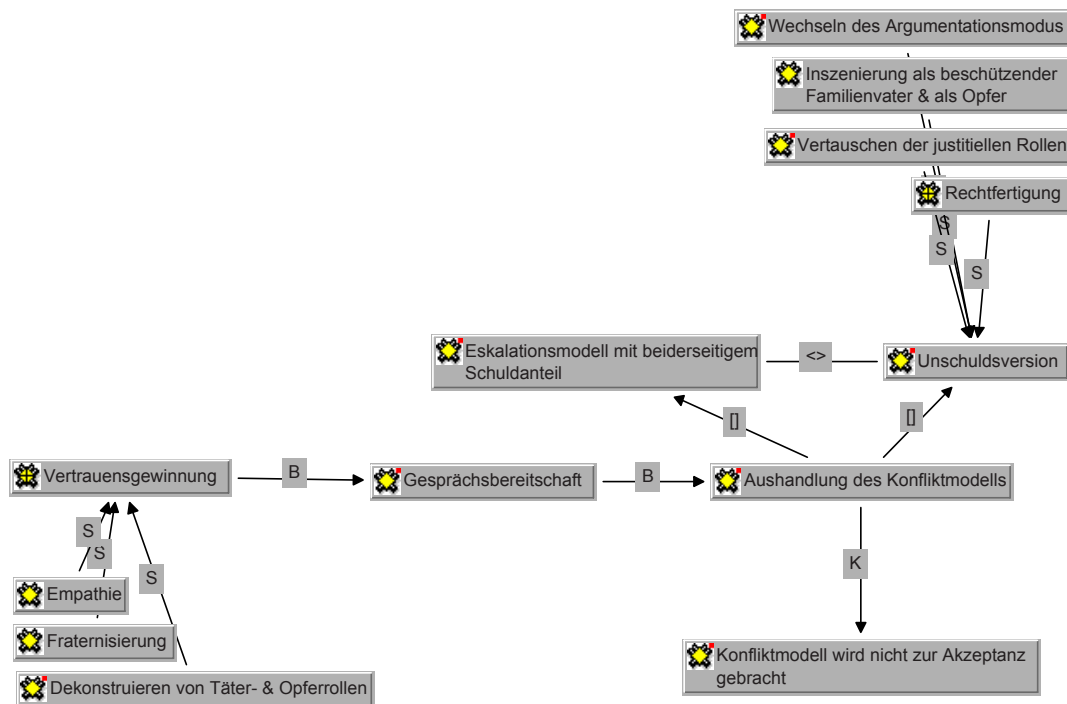 Wechseln des Argumentationsmodus
Inszenierung als beschützender
Familienvater & als Opfer
Vertauschen der justitiellen Rollen
Rechtfertigung
S
S
S
Eskalationsmodell mit beiderseitigem
Schuldanteil
<>
Unschuldsversion
[]
[]
Vertrauensgewinnung
B
Gesprächsbereitschaft
B
Aushandlung des Konfliktmodells
S
S
S
K
Empathie
Fraternisierung
Dekonstruieren von Täter- & Opferrollen
Konfliktmodell wird nicht zur Akzeptanz
gebracht